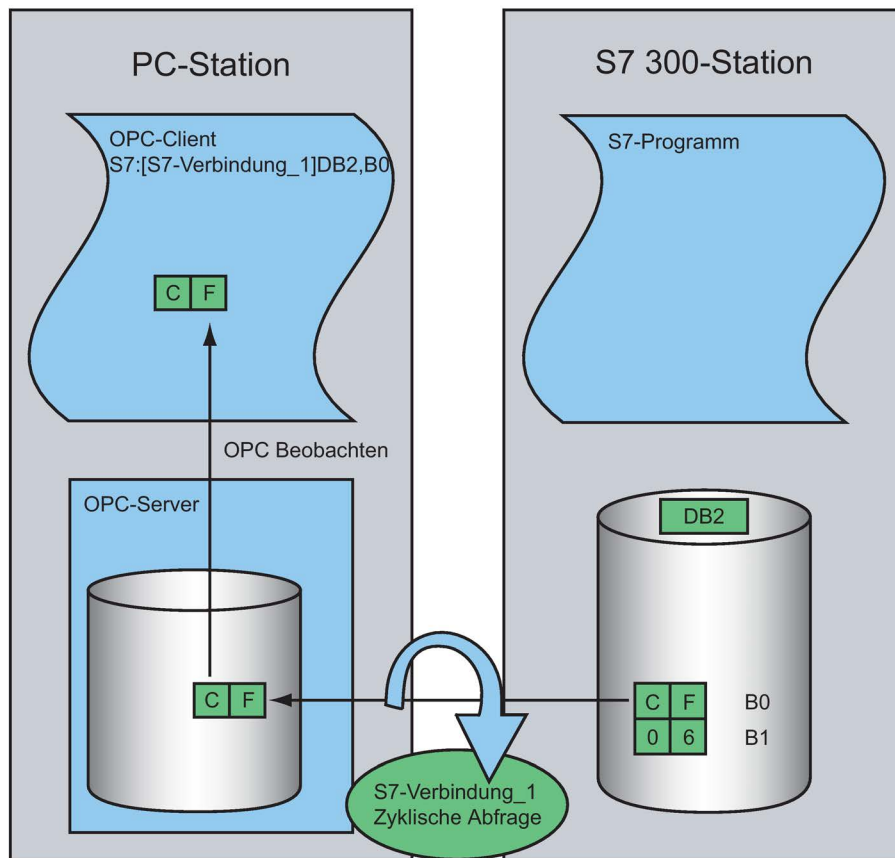 PC-Station
OPC-Client
S7:[S7-Verbindung_1]DB2,B0
C F
OPC Beobachten
OPC-Server
C F
S7-Verbindung_1
Zyklische Abfrage
S7 300-Station
S7-Programm
DB2
C F B0
0 6 B1